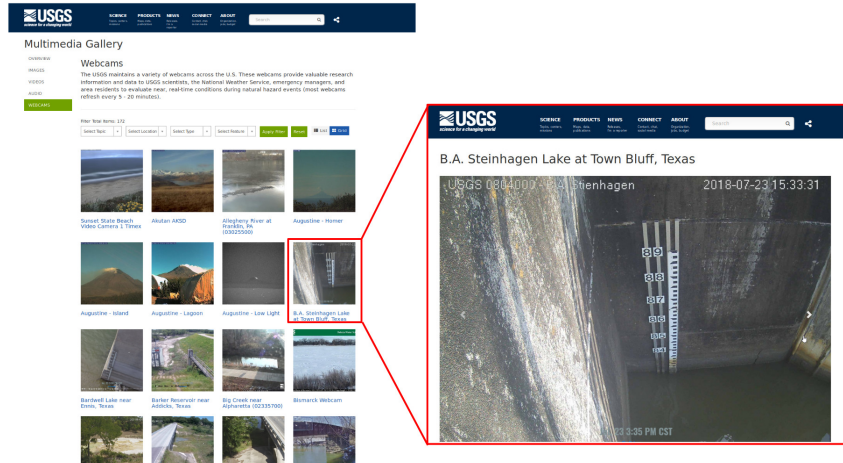 USGS
science for a changing world
SCIENCE
PRODUCTS
NEWS
CONNECT
ABOUT
Search
Multimedia Gallery
OVERVIEW
IMAGES
VIDEOS
AUDIO
WEBCAMS
Webcams
The USGS maintains a variety of webcams across the U.S. These webcams provide valuable research
information and data to USGS scientists, the National Weather Service, emergency managers, and
area residents to evaluate near, real-time conditions during natural hazard events (most webcams
refresh every 5 - 20 minutes).
Filter Total Items: 172
Select Topic
Select Location
Select Type
Select Feature
Apply Filter
Reset
List
Grid
Sunset State Beach
Video Camera 1 Timex
Akutan AKSD
Allegheny River at
Franklin, PA
(03025500)
Augustine - Homer
Augustine - Island
Augustine - Lagoon
Augustine - Low Light
B.A. Steinhagen Lake
at Town Bluff, Texas
Bardwell Lake near
Ennis, Texas
Barker Reservoir near
Addicks, Texas
Big Creek near
Alpharetta (02335700)
Bismarck Webcam
USGS
science for a changing world
SCIENCE
PRODUCTS
NEWS
CONNECT
ABOUT
Search
B.A. Steinhagen Lake at Town Bluff, Texas
USGS 0804000 - B.A. Stienhagen
2018-07-23 15:33:31
89
88
87
86
85
84
23 3:35 PM CST